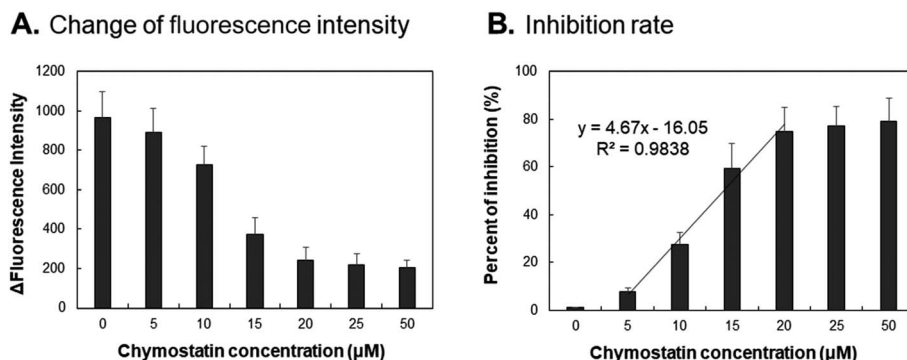 A. Change of fluorescence intensity
1200
1000
800
600
400
200
0
ΔFluorescence Intensity
0 5 10 15 20 25 50
Chymostatin concentration (µM)
B. Inhibition rate
100
80
60
40
20
0
Percent of inhibition (%)
y = 4.67x - 16.05
R² = 0.9838
0 5 10 15 20 25 50
Chymostatin concentration (µM)